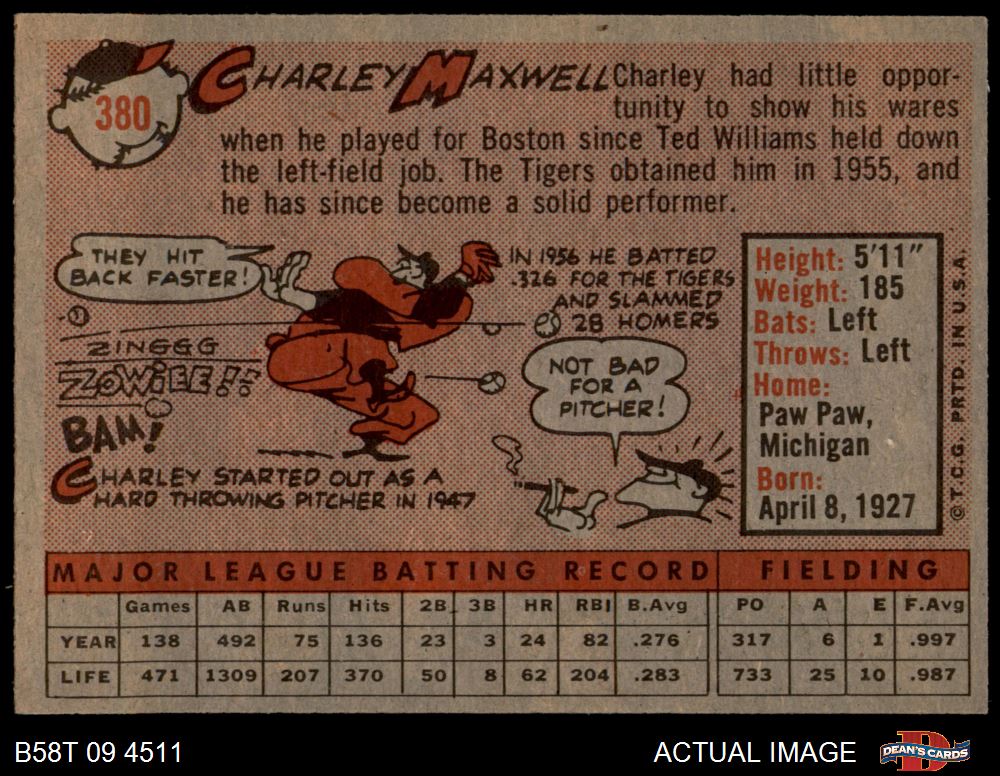 380
CHARLEY MAXWELL
Charley had little oppor-
tunity to show his wares
when he played for Boston since Ted Williams held down
the left-field job. The Tigers obtained him in 1955, and
he has since become a solid performer.
THEY HIT
BACK FASTER!
ZINGGG
ZOWIEE!!
BAM!
CHARLEY STARTED OUT AS A
HARD THROWING PITCHER IN 1947
IN 1956 HE BATTED
.326 FOR THE TIGERS
AND SLAMMED
28 HOMERS
NOT BAD
FOR A
PITCHER!
Height: 5'11"
Weight: 185
Bats: Left
Throws: Left
Home:
Paw Paw,
Michigan
Born:
April 8, 1927
© T.C.G. PRTD. IN U.S.A.
MAJOR LEAGUE BATTING RECORD FIELDING
Games AB Runs Hits 2B 3B HR RBI B.Avg PO A E F.Avg
YEAR 138 492 75 136 23 3 24 82 .276 317 6 1 .997
LIFE 471 1309 207 370 50 8 62 204 .283 733 25 10 .987
B58T 09 4511 ACTUAL IMAGE DEAN'S CARDS